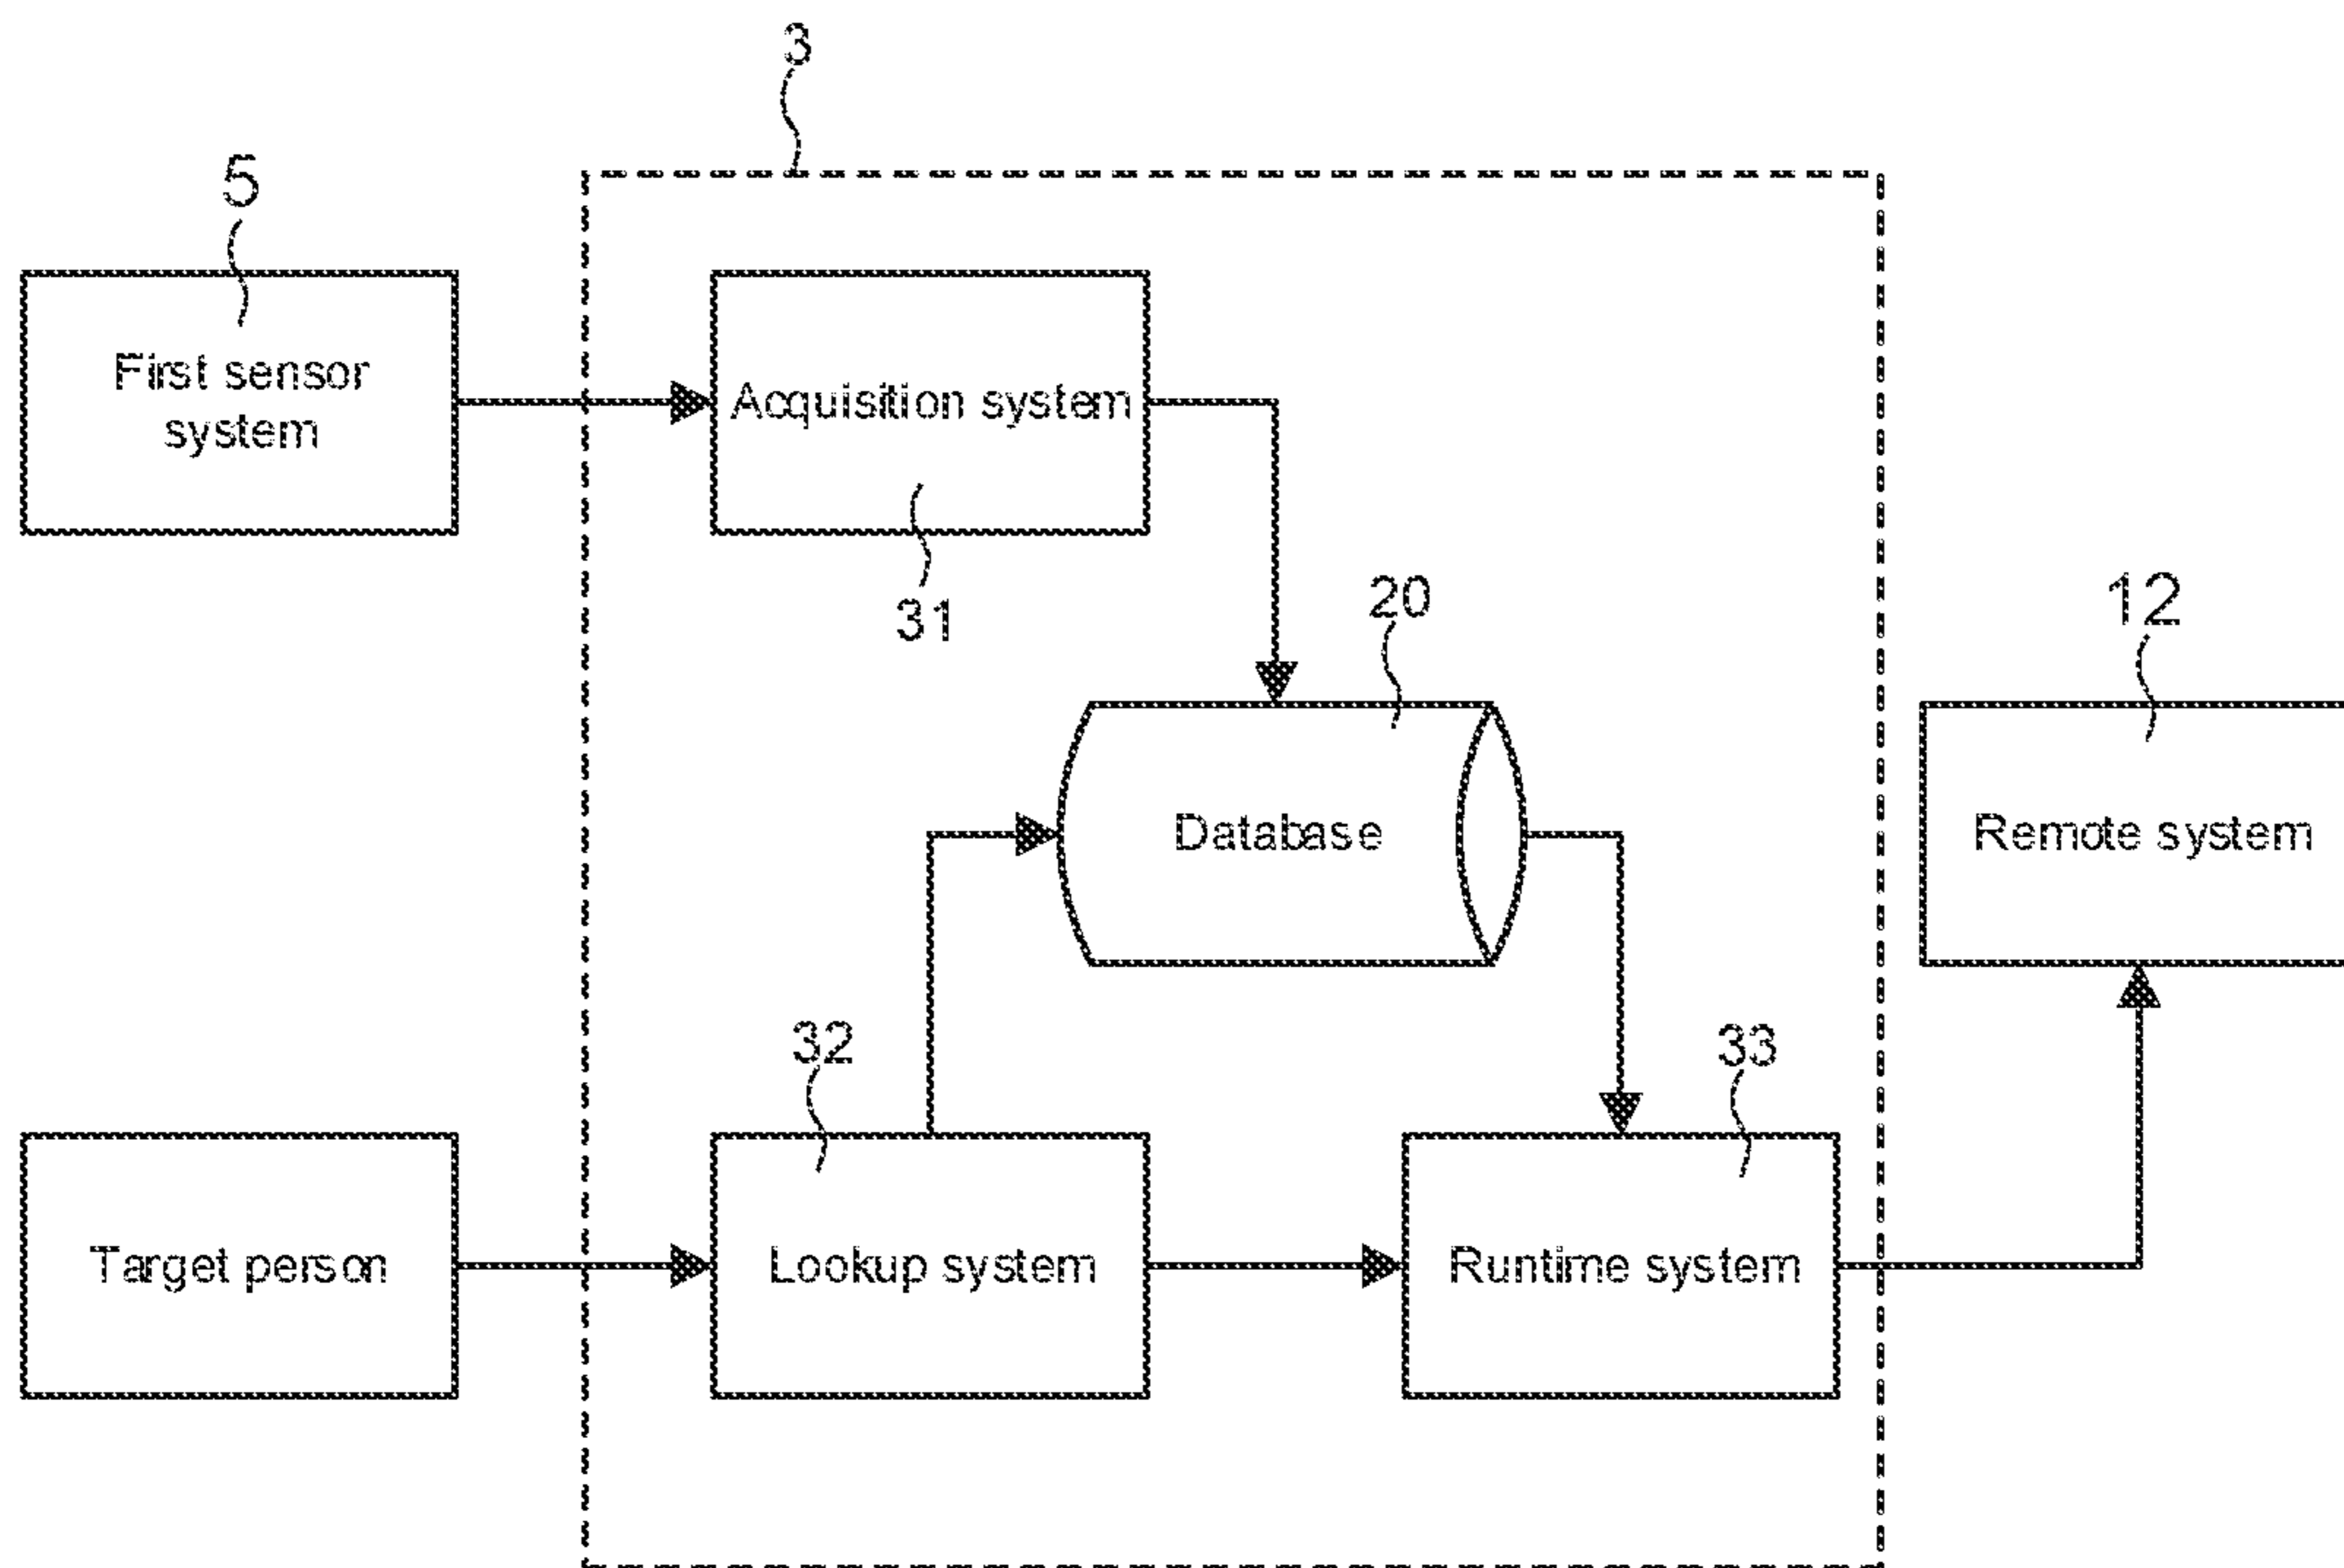 3
5
First sensor
system
Acquisition system
31
20
12
Database
Remote system
32
33
Target person
Lookup system
Runtime system